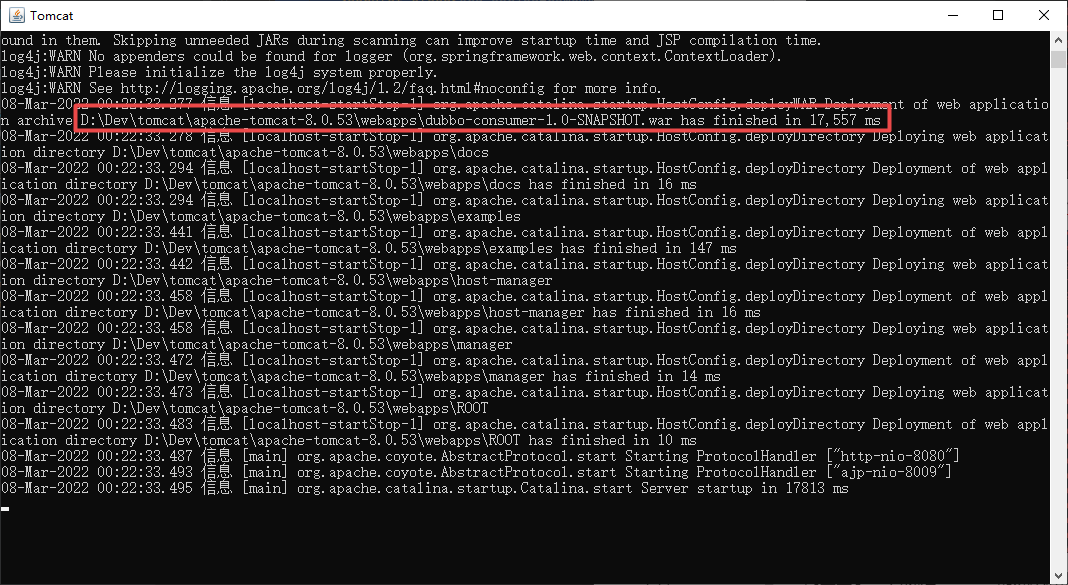 Tomcat
ound in them. Skipping unneeded JARs during scanning can improve startup time and JSP compilation time.
log4j:WARN No appenders could be found for logger (org.springframework.web.context.ContextLoader).
log4j:WARN Please initialize the log4j system properly.
log4j:WARN See http://logging.apache.org/log4j/1.2/faq.html#noconfig for more info.
08-Mar-2022 00:22:33.277 信息 [localhost-startStop-1] org.apache.catalina.startup.HostConfig.deployWAR Deployment of web applicatio
n archive D:\Dev\tomcat\apache-tomcat-8.0.53\webapps\dubbo-consumer-1.0-SNAPSHOT.war has finished in 17,557 ms
08-Mar-2022 00:22:33.278 信息 [localhost-startStop-1] org.apache.catalina.startup.HostConfig.deployDirectory Deploying web applicat
ion directory D:\Dev\tomcat\apache-tomcat-8.0.53\webapps\docs
08-Mar-2022 00:22:33.294 信息 [localhost-startStop-1] org.apache.catalina.startup.HostConfig.deployDirectory Deployment of web appl
ication directory D:\Dev\tomcat\apache-tomcat-8.0.53\webapps\docs has finished in 16 ms
08-Mar-2022 00:22:33.294 信息 [localhost-startStop-1] org.apache.catalina.startup.HostConfig.deployDirectory Deploying web applicat
ion directory D:\Dev\tomcat\apache-tomcat-8.0.53\webapps\examples
08-Mar-2022 00:22:33.441 信息 [localhost-startStop-1] org.apache.catalina.startup.HostConfig.deployDirectory Deployment of web appl
ication directory D:\Dev\tomcat\apache-tomcat-8.0.53\webapps\examples has finished in 147 ms
08-Mar-2022 00:22:33.442 信息 [localhost-startStop-1] org.apache.catalina.startup.HostConfig.deployDirectory Deploying web applicat
ion directory D:\Dev\tomcat\apache-tomcat-8.0.53\webapps\host-manager
08-Mar-2022 00:22:33.458 信息 [localhost-startStop-1] org.apache.catalina.startup.HostConfig.deployDirectory Deployment of web appl
ication directory D:\Dev\tomcat\apache-tomcat-8.0.53\webapps\host-manager has finished in 16 ms
08-Mar-2022 00:22:33.458 信息 [localhost-startStop-1] org.apache.catalina.startup.HostConfig.deployDirectory Deploying web applicat
ion directory D:\Dev\tomcat\apache-tomcat-8.0.53\webapps\manager
08-Mar-2022 00:22:33.472 信息 [localhost-startStop-1] org.apache.catalina.startup.HostConfig.deployDirectory Deployment of web appl
ication directory D:\Dev\tomcat\apache-tomcat-8.0.53\webapps\manager has finished in 14 ms
08-Mar-2022 00:22:33.473 信息 [localhost-startStop-1] org.apache.catalina.startup.HostConfig.deployDirectory Deploying web applicat
ion directory D:\Dev\tomcat\apache-tomcat-8.0.53\webapps\ROOT
08-Mar-2022 00:22:33.483 信息 [localhost-startStop-1] org.apache.catalina.startup.HostConfig.deployDirectory Deployment of web appl
ication directory D:\Dev\tomcat\apache-tomcat-8.0.53\webapps\ROOT has finished in 10 ms
08-Mar-2022 00:22:33.487 信息 [main] org.apache.coyote.AbstractProtocol.start Starting ProtocolHandler ["http-nio-8080"]
08-Mar-2022 00:22:33.493 信息 [main] org.apache.coyote.AbstractProtocol.start Starting ProtocolHandler ["ajp-nio-8009"]
08-Mar-2022 00:22:33.495 信息 [main] org.apache.catalina.startup.Catalina.start Server startup in 17813 ms